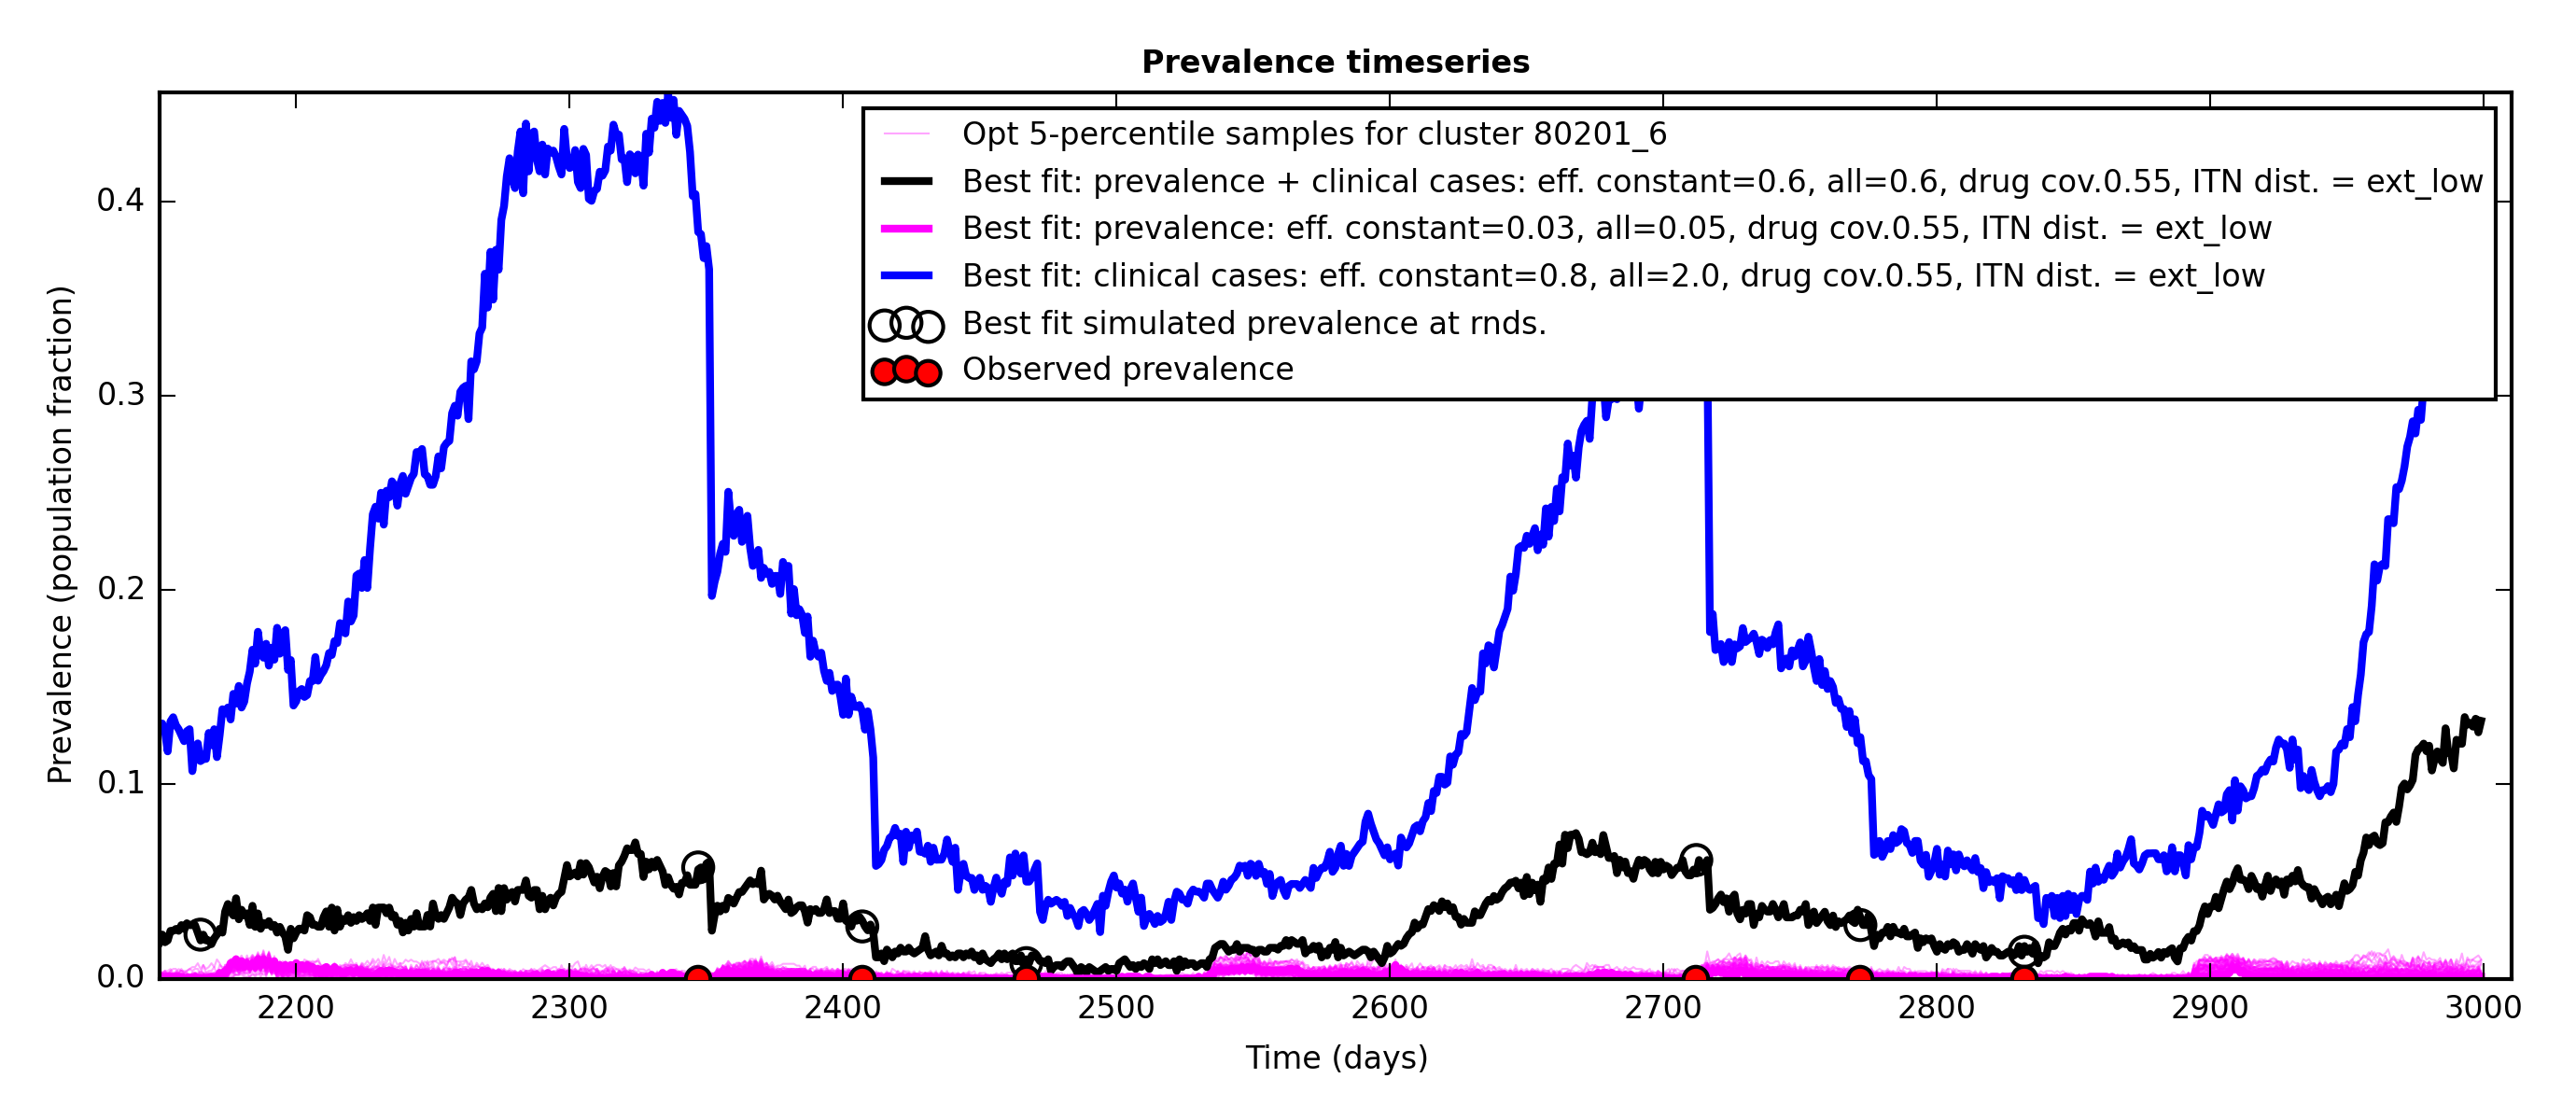 Prevalence timeseries
Opt 5-percentile samples for cluster 80201_6
Best fit: prevalence + clinical cases: eff. constant=0.6, all=0.6, drug cov.0.55, ITN dist. = ext_low
Best fit: prevalence: eff. constant=0.03, all=0.05, drug cov.0.55, ITN dist. = ext_low
Best fit: clinical cases: eff. constant=0.8, all=2.0, drug cov.0.55, ITN dist. = ext_low
Best fit simulated prevalence at rnds.
Observed prevalence
Prevalence (population fraction)
0.4
0.3
0.2
0.1
0.0
2200 2300 2400 2500 2600 2700 2800 2900 3000
Time (days)